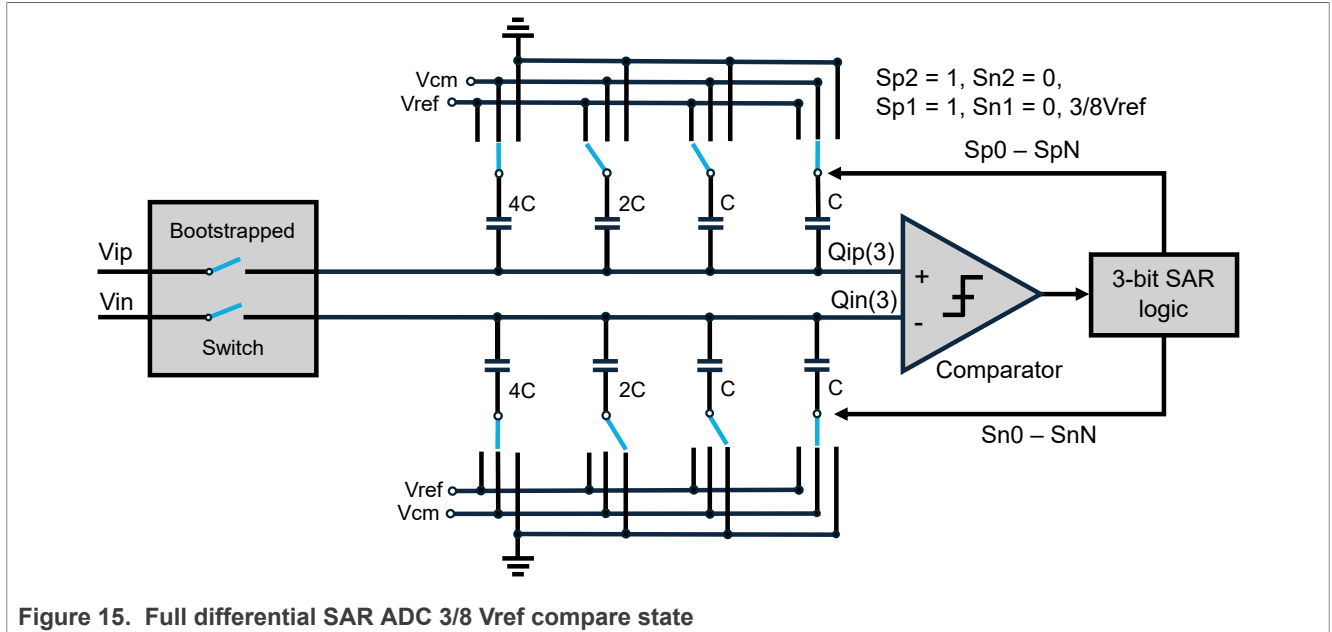 Vcm
Vref
Sp2 = 1, Sn2 = 0,
Sp1 = 1, Sn1 = 0, 3/8Vref
Sp0 – SpN
4C
2C
C
C
Bootstrapped
Vip
Vin
Switch
Qip(3)
Qin(3)
+
-
3-bit SAR
logic
Comparator
4C
2C
C
C
Sn0 – SnN
Vref
Vcm
Figure 15. Full differential SAR ADC 3/8 Vref compare state